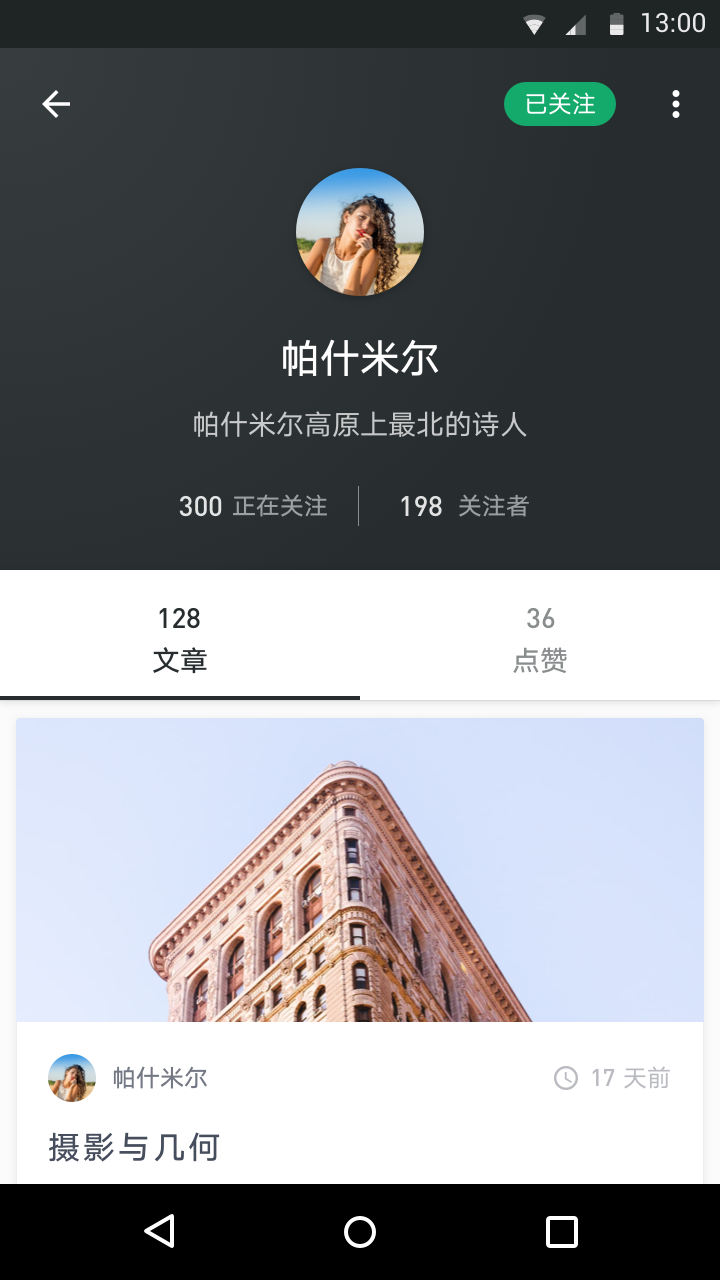 13:00
已关注
帕什米尔
帕什米尔高原上最北的诗人
300 正在关注 198 关注者
128 36
文章 点赞
帕什米尔 17 天前
摄影与几何